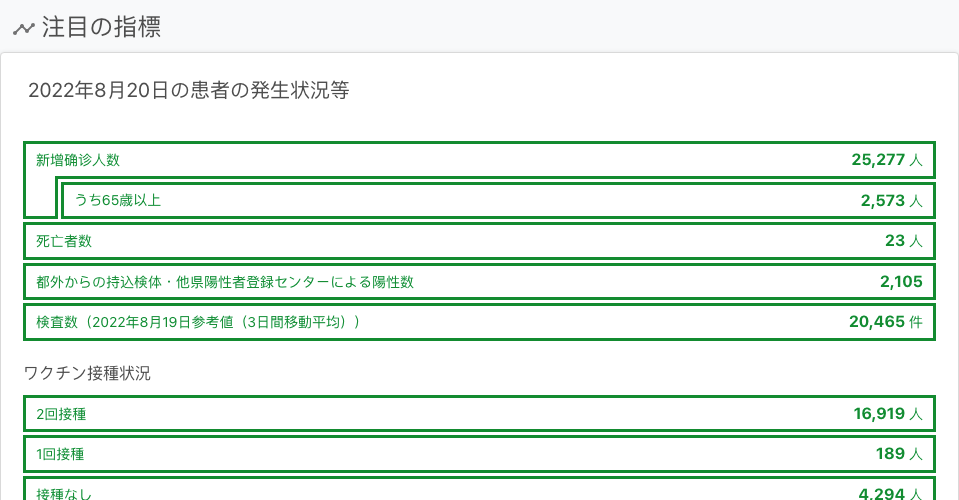 注目の指標
2022年8月20日の患者の発生状況等
新增确诊人数 25,277 人
うち65歳以上 2,573 人
死亡者数 23 人
都外からの持込検体・他県陽性者登録センターによる陽性数 2,105
検査数（2022年8月19日参考値（3日間移動平均）） 20,465 件
ワクチン接種状況
2回接種 16,919 人
1回接種 189 人
接種なし 4,294 人